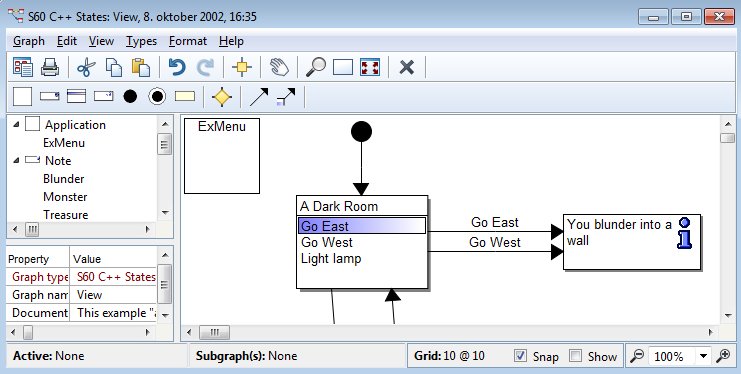 S60 C++ States: View, 8. oktober 2002, 16:35
Graph Edit View Types Format Help
Application
ExMenu
Note
Blunder
Monster
Treasure
Property Value
Graph type S60 C++ States
Graph nam View
Document This example "a
ExMenu
A Dark Room
Go East
Go West
Light lamp
Go East
Go West
You blunder into a
wall
Active: None
Subgraph(s): None
Grid: 10 @ 10
Snap
Show
100%